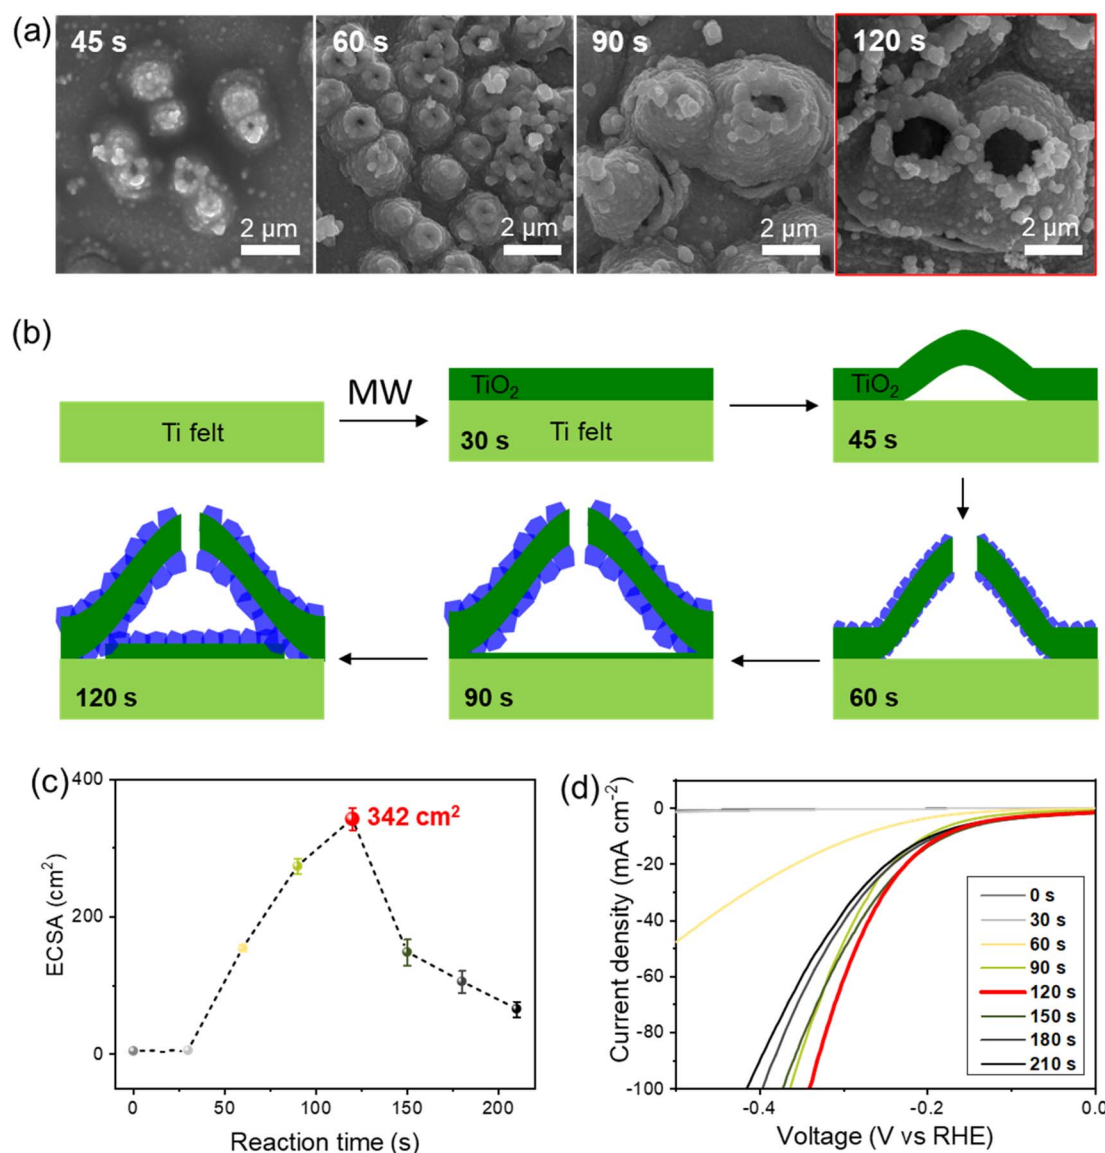 (a)
45 s
60 s
90 s
120 s
2 μm
2 μm
2 μm
2 μm
(b)
Ti felt
MW
TiO₂
30 s
Ti felt
TiO₂
45 s
120 s
90 s
60 s
(c)
400
200
0
ECSA (cm²)
342 cm²
0
50
100
150
200
Reaction time (s)
(d)
0
-20
-40
-60
-80
-100
Current density (mA cm⁻²)
0 s
30 s
60 s
90 s
120 s
150 s
180 s
210 s
-0.4
-0.2
0.0
Voltage (V vs RHE)